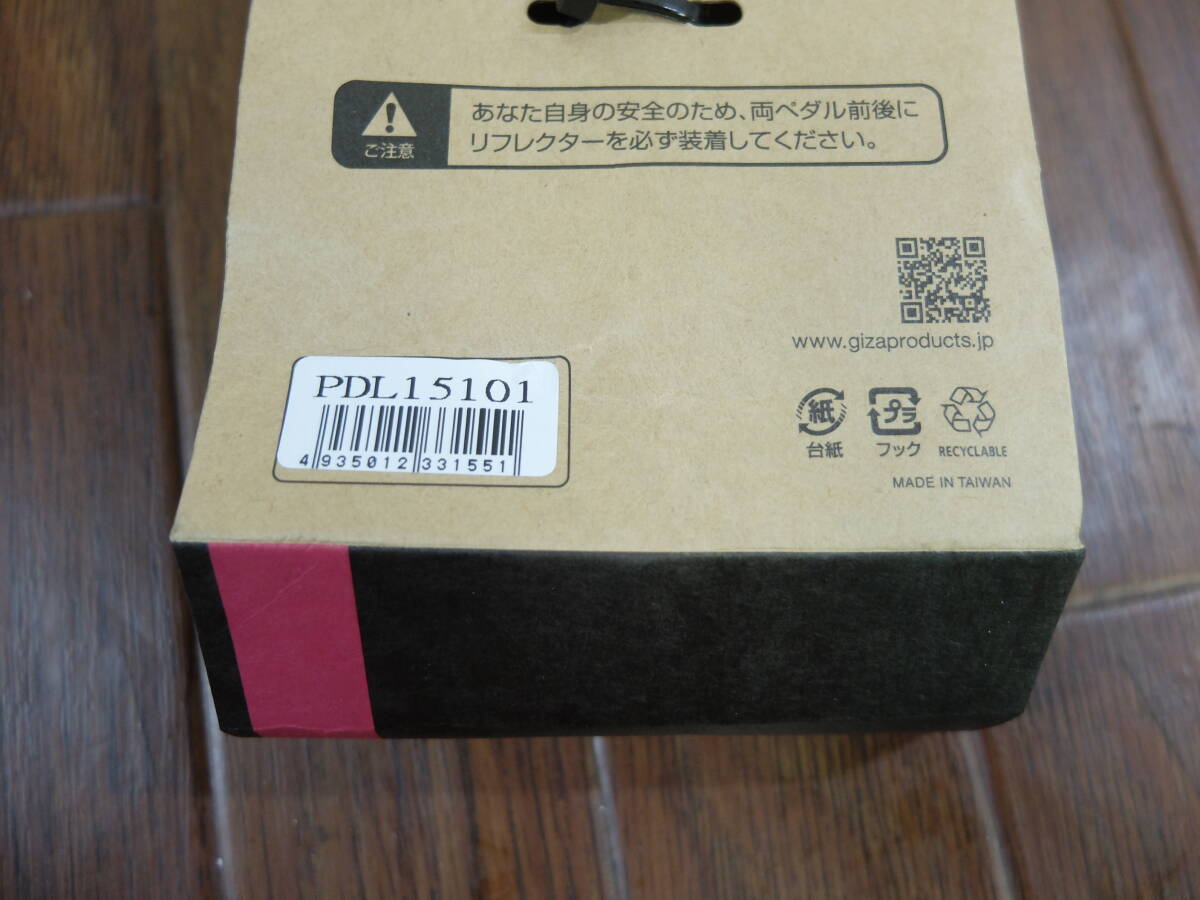 あなた自身の安全のため、両ペダル前後に
リフレクターを必ず装着してください。
ご注意
www.gizaproducts.jp
PDL15101
4 935012 331551
紙
プラ
台紙
フック
RECYCLABLE
MADE IN TAIWAN